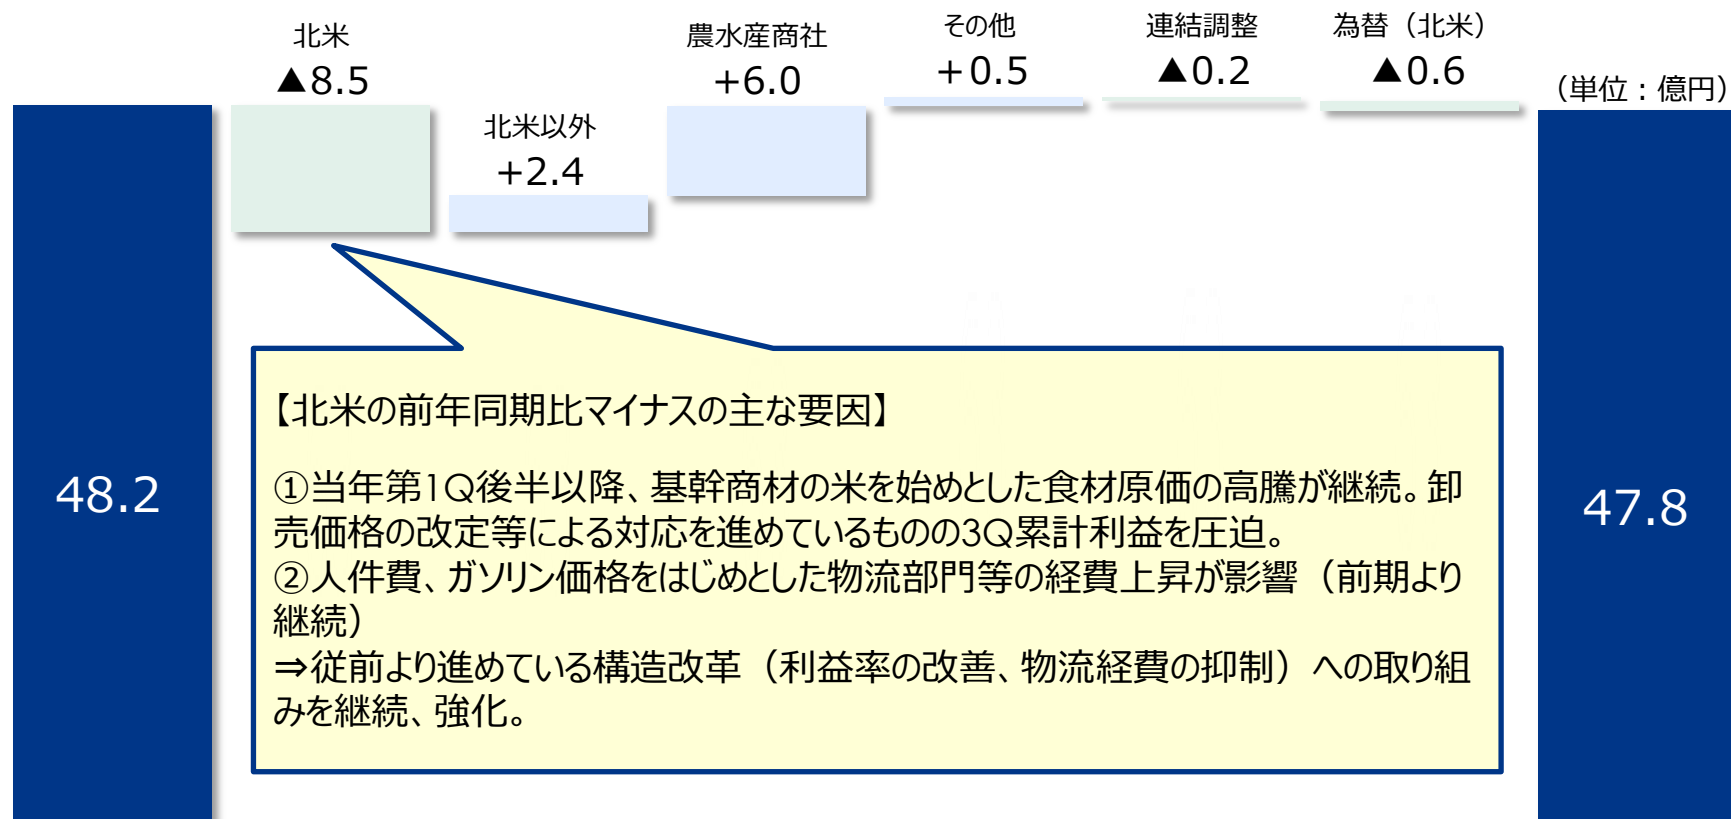 北米
▲8.5
北米以外
+2.4
農水産商社
+6.0
その他
+0.5
連結調整
▲0.2
為替（北米）
▲0.6
（単位：億円）
48.2
【北米の前年同期比マイナスの主な要因】
①当年第1Q後半以降、基幹商材の米を始めとした食材原価の高騰が継続。卸
売価格の改定等による対応を進めているものの3Q累計利益を圧迫。
②人件費、ガソリン価格をはじめとした物流部門等の経費上昇が影響（前期より
継続）
⇒従前より進めている構造改革（利益率の改善、物流経費の抑制）への取り組
みを継続、強化。
47.8